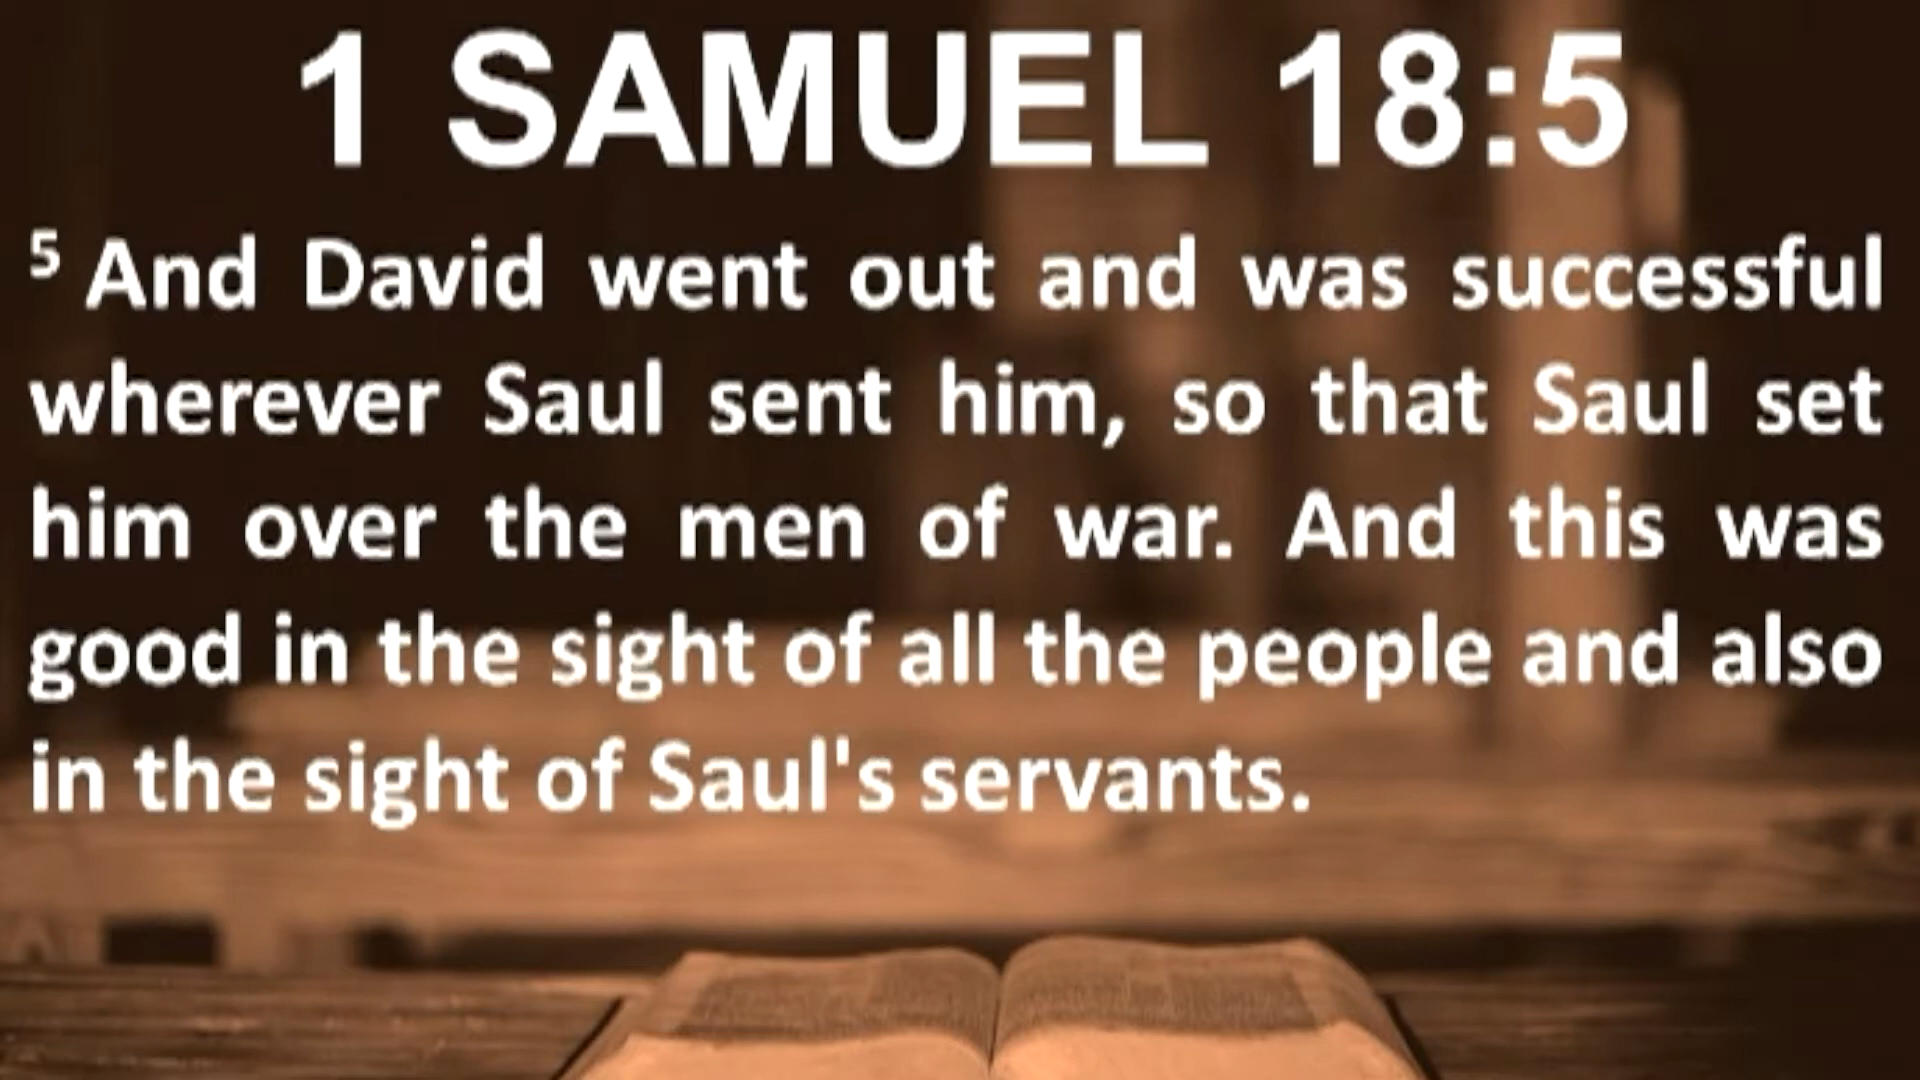 1 SAMUEL 18:5
5 And David went out and was successful
wherever Saul sent him, so that Saul set
him over the men of war. And this was
good in the sight of all the people and also
in the sight of Saul's servants.